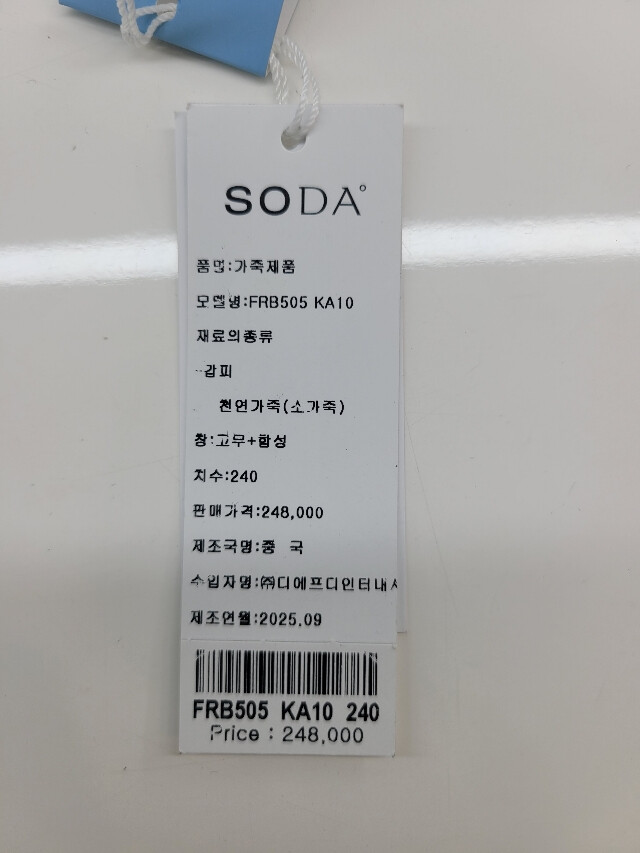 SODA°
품명:가죽제품
모델명:FRB505 KA10
재료의종류
-갑피
천연가죽(소가죽)
창:고무+합성
치수:240
판매가격:248,000
제조국명:중 국
수입자명:㈜디에프디인터내
제조연월:2025.09
FRB505 KA10 240
Price : 248,000